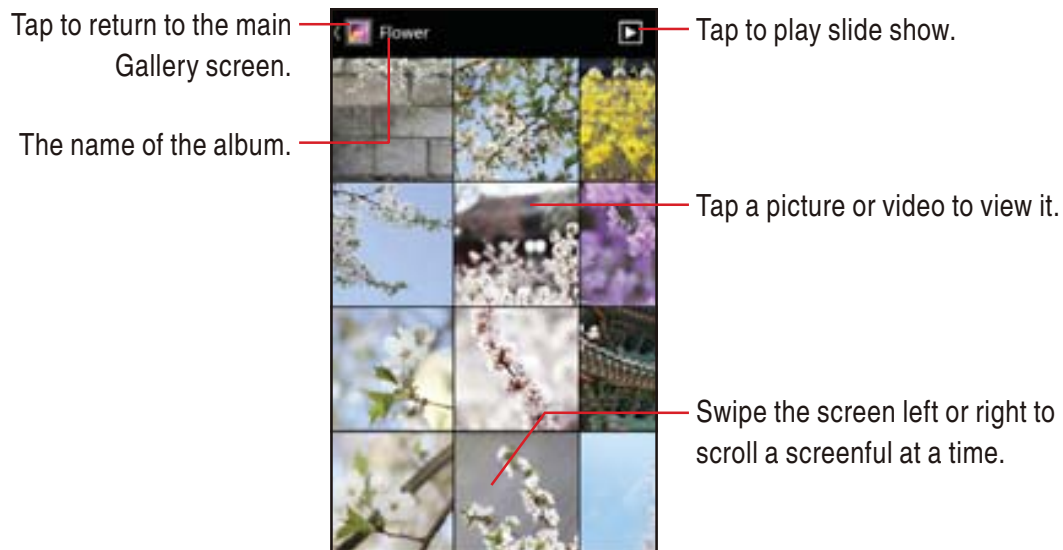 Tap to return to the main
Gallery screen.
Flower
Tap to play slide show.
The name of the album.
Tap a picture or video to view it.
Swipe the screen left or right to
scroll a screenful at a time.